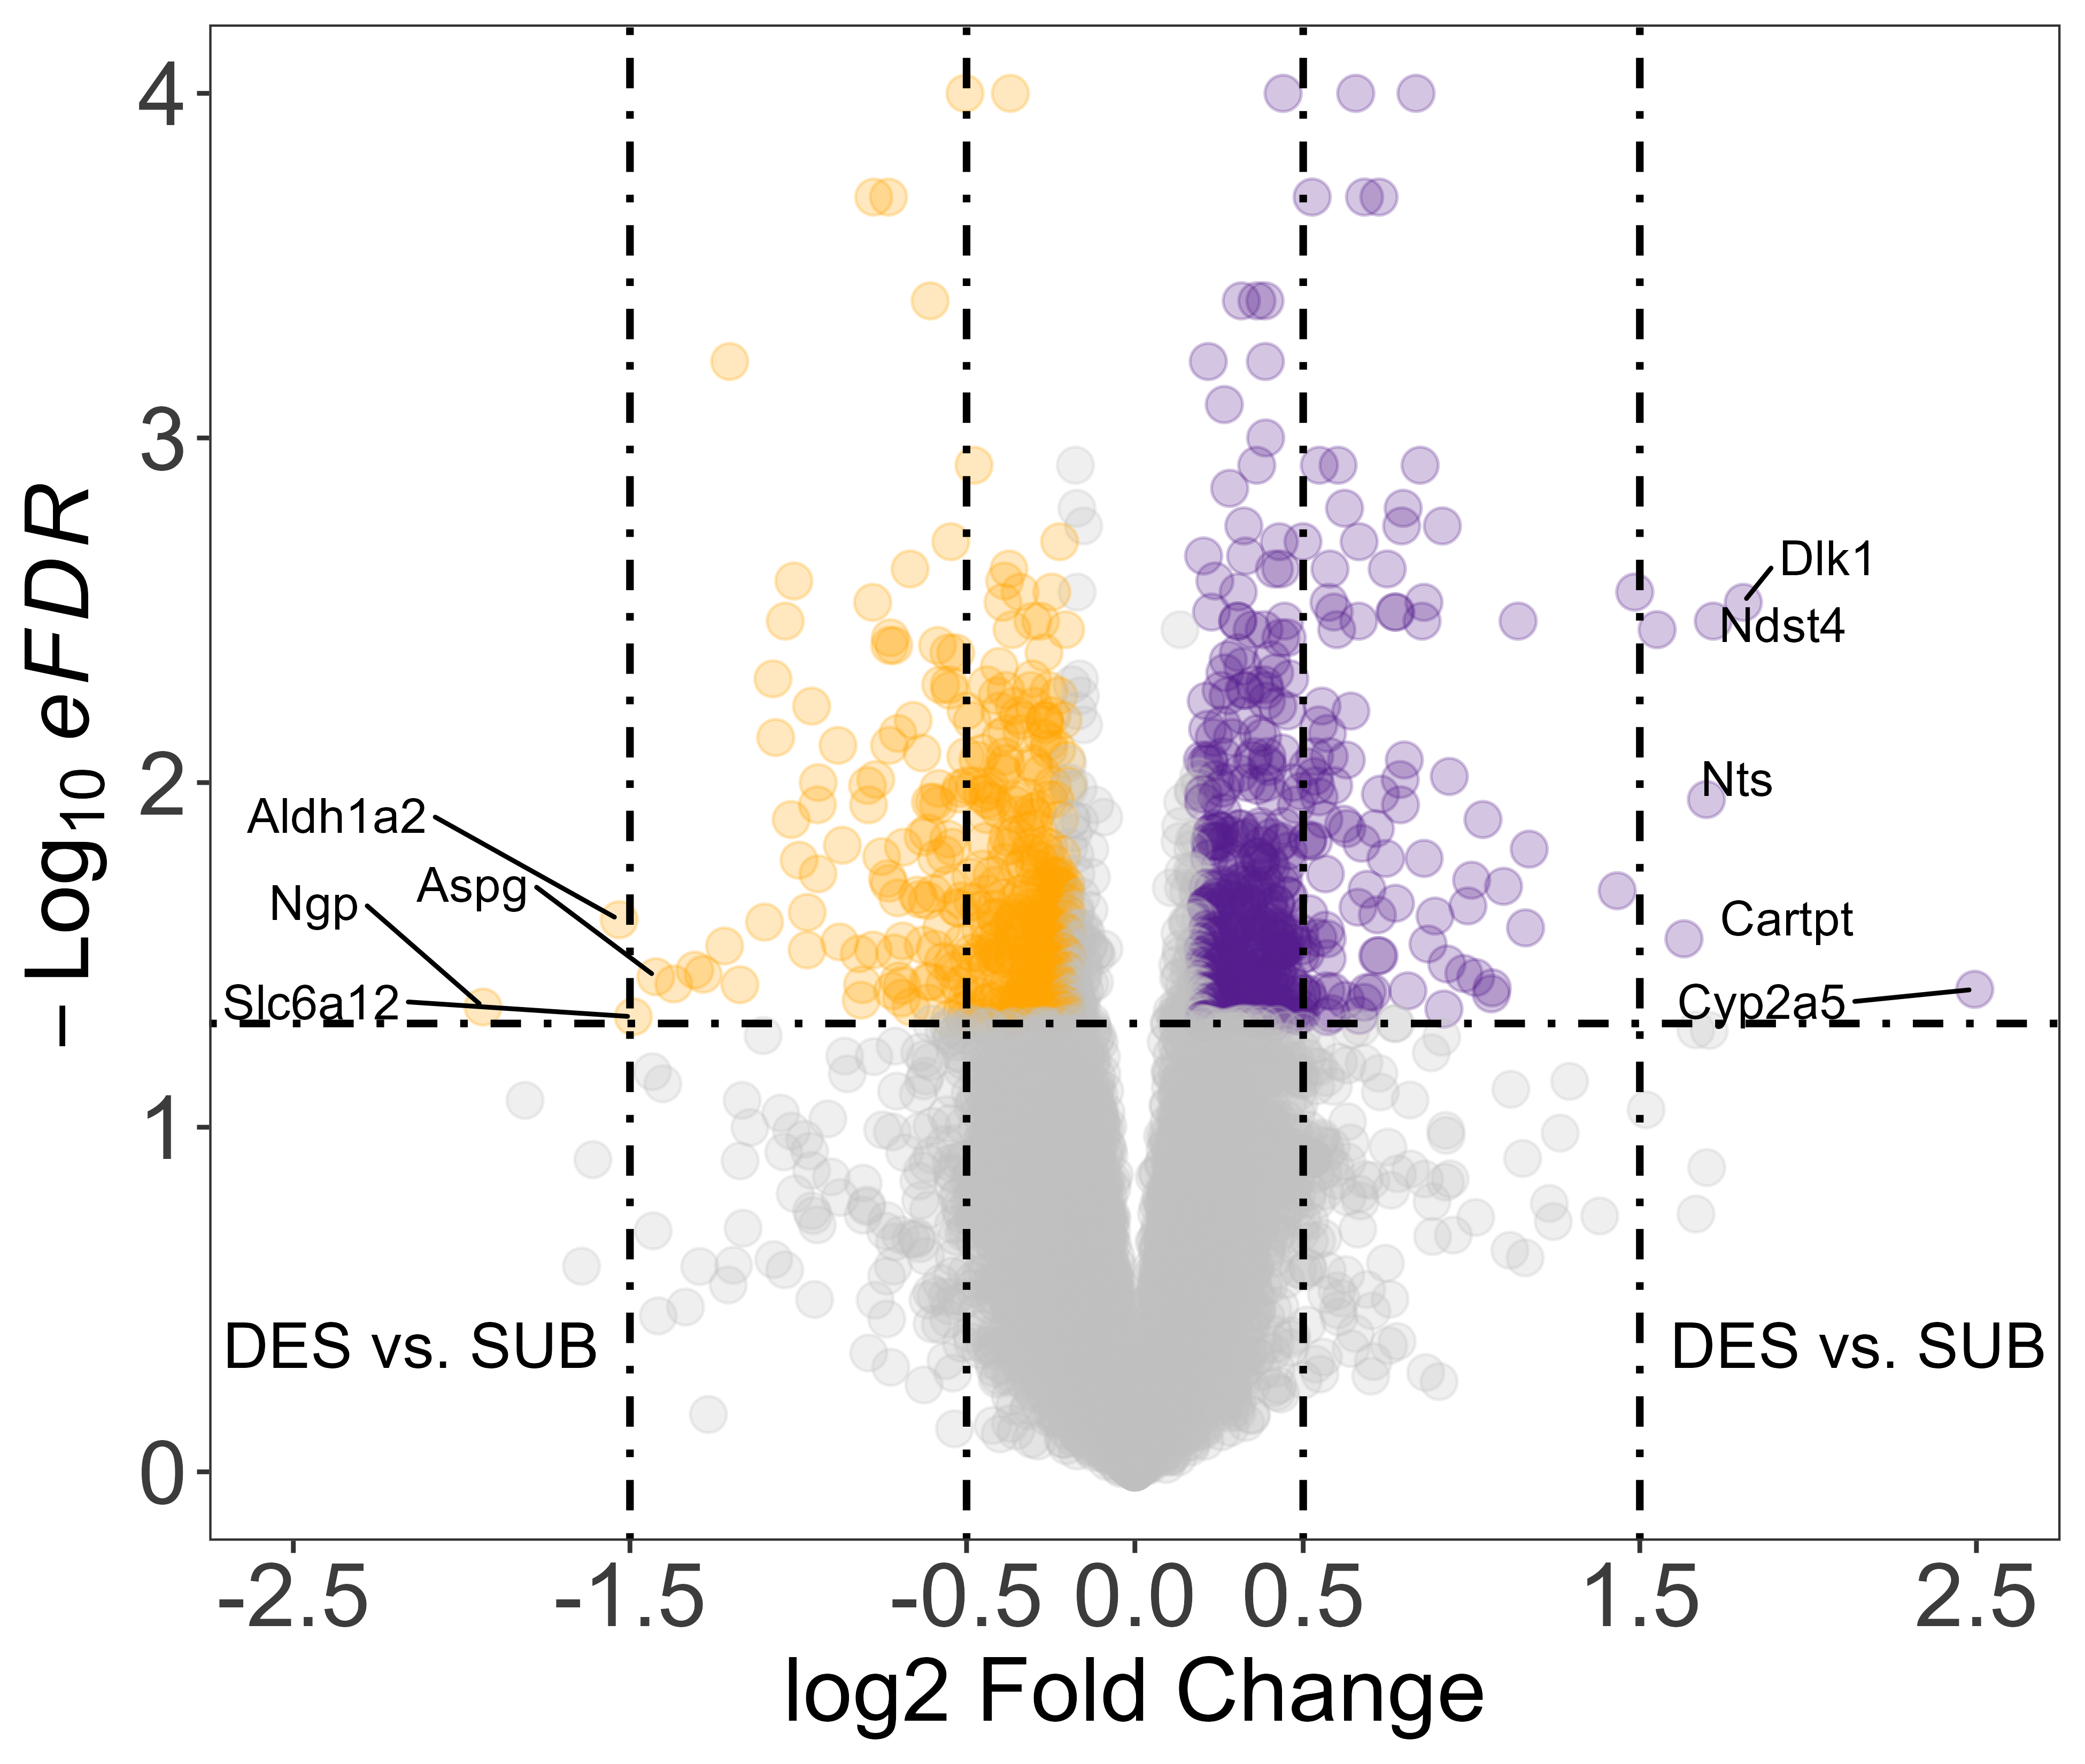 − Log10 eFDR
4
3
2
1
0
Dlk1
Ndst4
Nts
Aldh1a2
Aspg
Ngp
Cartpt
Slc6a12
Cyp2a5
DES vs. SUB
DES vs. SUB
-2.5 -1.5 -0.5 0.0 0.5 1.5 2.5
log2 Fold Change